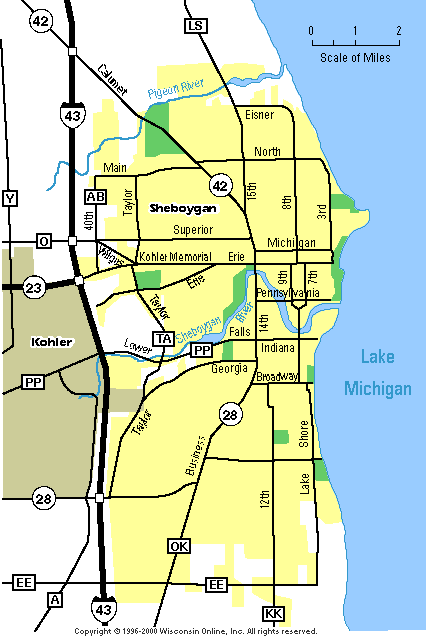 42
LS
0 1 2
Scale of Miles
Calumet
Pigeon River
43
Eisner
North
Main
42
AB
Y
40th
Taylor
Sheboygan
15th
8th
3rd
Superior
O
Michigan
Wilgus
Kohler Memorial
Erie
23
Erie
9th
7th
Taylor
Pennsylvania
Sheboygan
River
14th
Kohler
TA
Falls
Lower
PP
Indiana
Lake
Michigan
PP
Georgia
Broadway
28
Taylor
Business
Shore
28
12th
Lake
OK
EE
EE
A
43
KK
Copyright © 1996-2000 Wisconsin Online, Inc. All rights reserved.